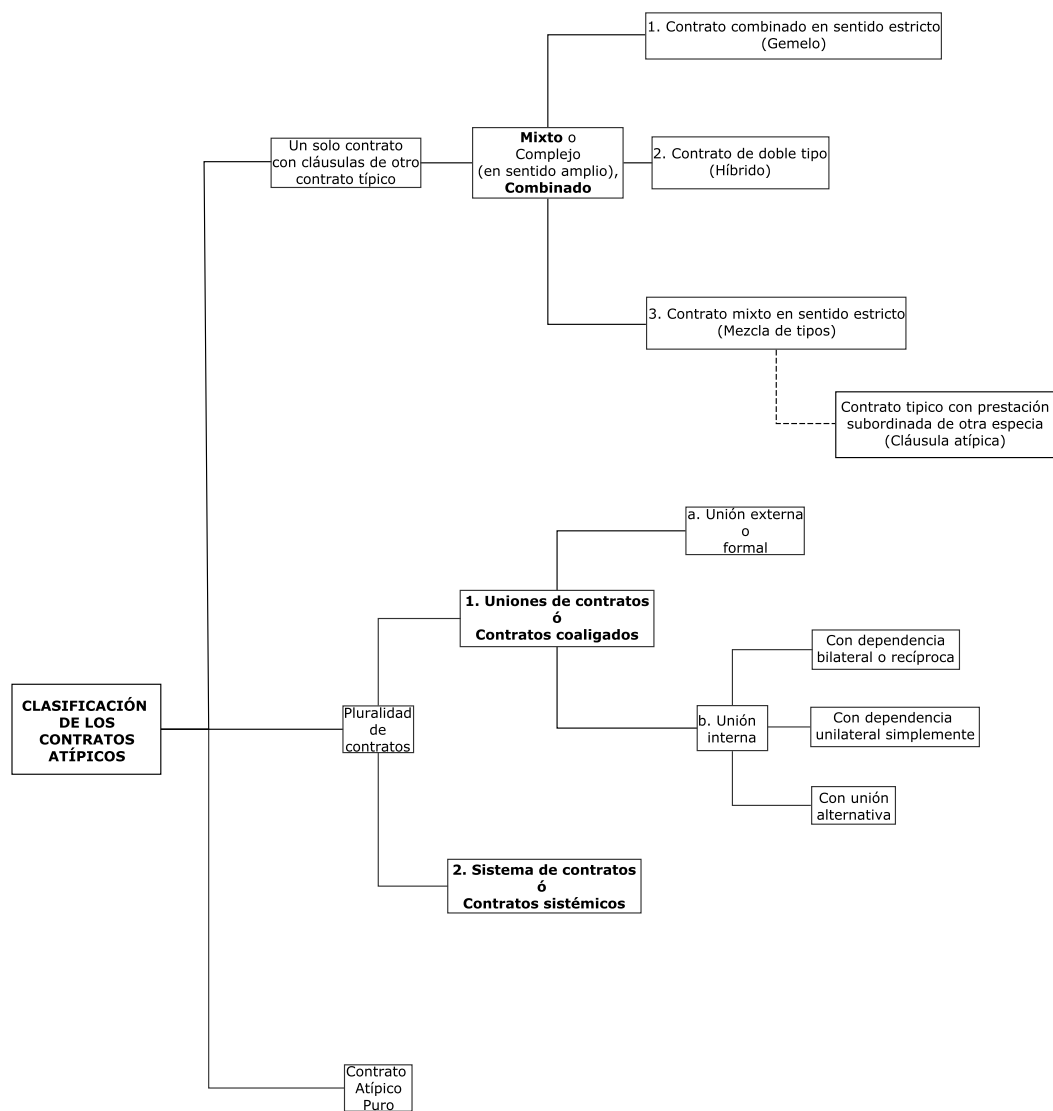 1. Contrato combinado en sentido estricto
(Gemelo)
Un solo contrato
con cláusulas de otro
contrato típico
Mixto o
Complejo
(en sentido amplio),
Combinado
2. Contrato de doble tipo
(Híbrido)
3. Contrato mixto en sentido estricto
(Mezcla de tipos)
Contrato tipico con prestación
subordinada de otra especia
(Cláusula atípica)
a. Unión externa
o
formal
1. Uniones de contratos
ó
Contratos coaligados
Con dependencia
bilateral o recíproca
CLASIFICACIÓN
DE LOS
CONTRATOS
ATÍPICOS
Pluralidad
de
contratos
b. Unión
interna
Con dependencia
unilateral simplemente
Con unión
alternativa
2. Sistema de contratos
ó
Contratos sistémicos
Contrato
Atípico
Puro